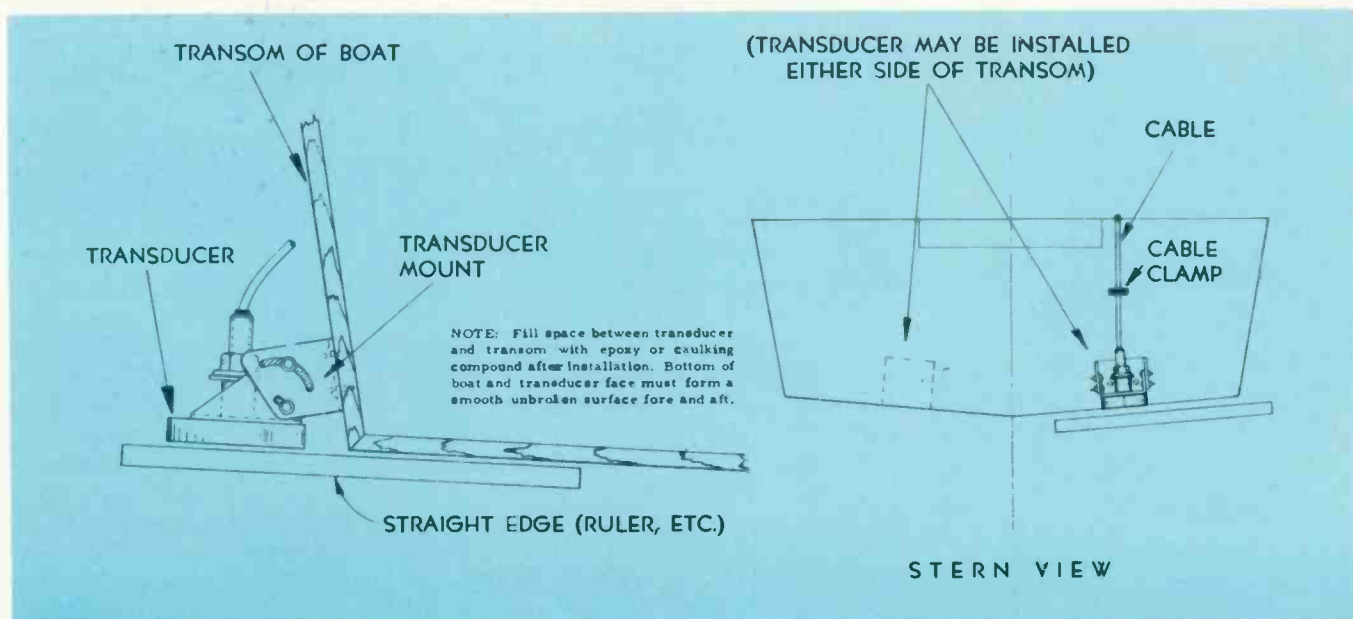 TRANSOM OF BOAT
TRANSDUCER
TRANSDUCER
MOUNT
NOTE: Fill space between transducer
and transom with epoxy or caulking
compound after installation. Bottom of
boat and transducer face must form a
smooth unbroken surface fore and aft.
STRAIGHT EDGE (RULER, ETC.)
(TRANSDUCER MAY BE INSTALLED
EITHER SIDE OF TRANSOM)
CABLE
CABLE
CLAMP
STERN VIEW